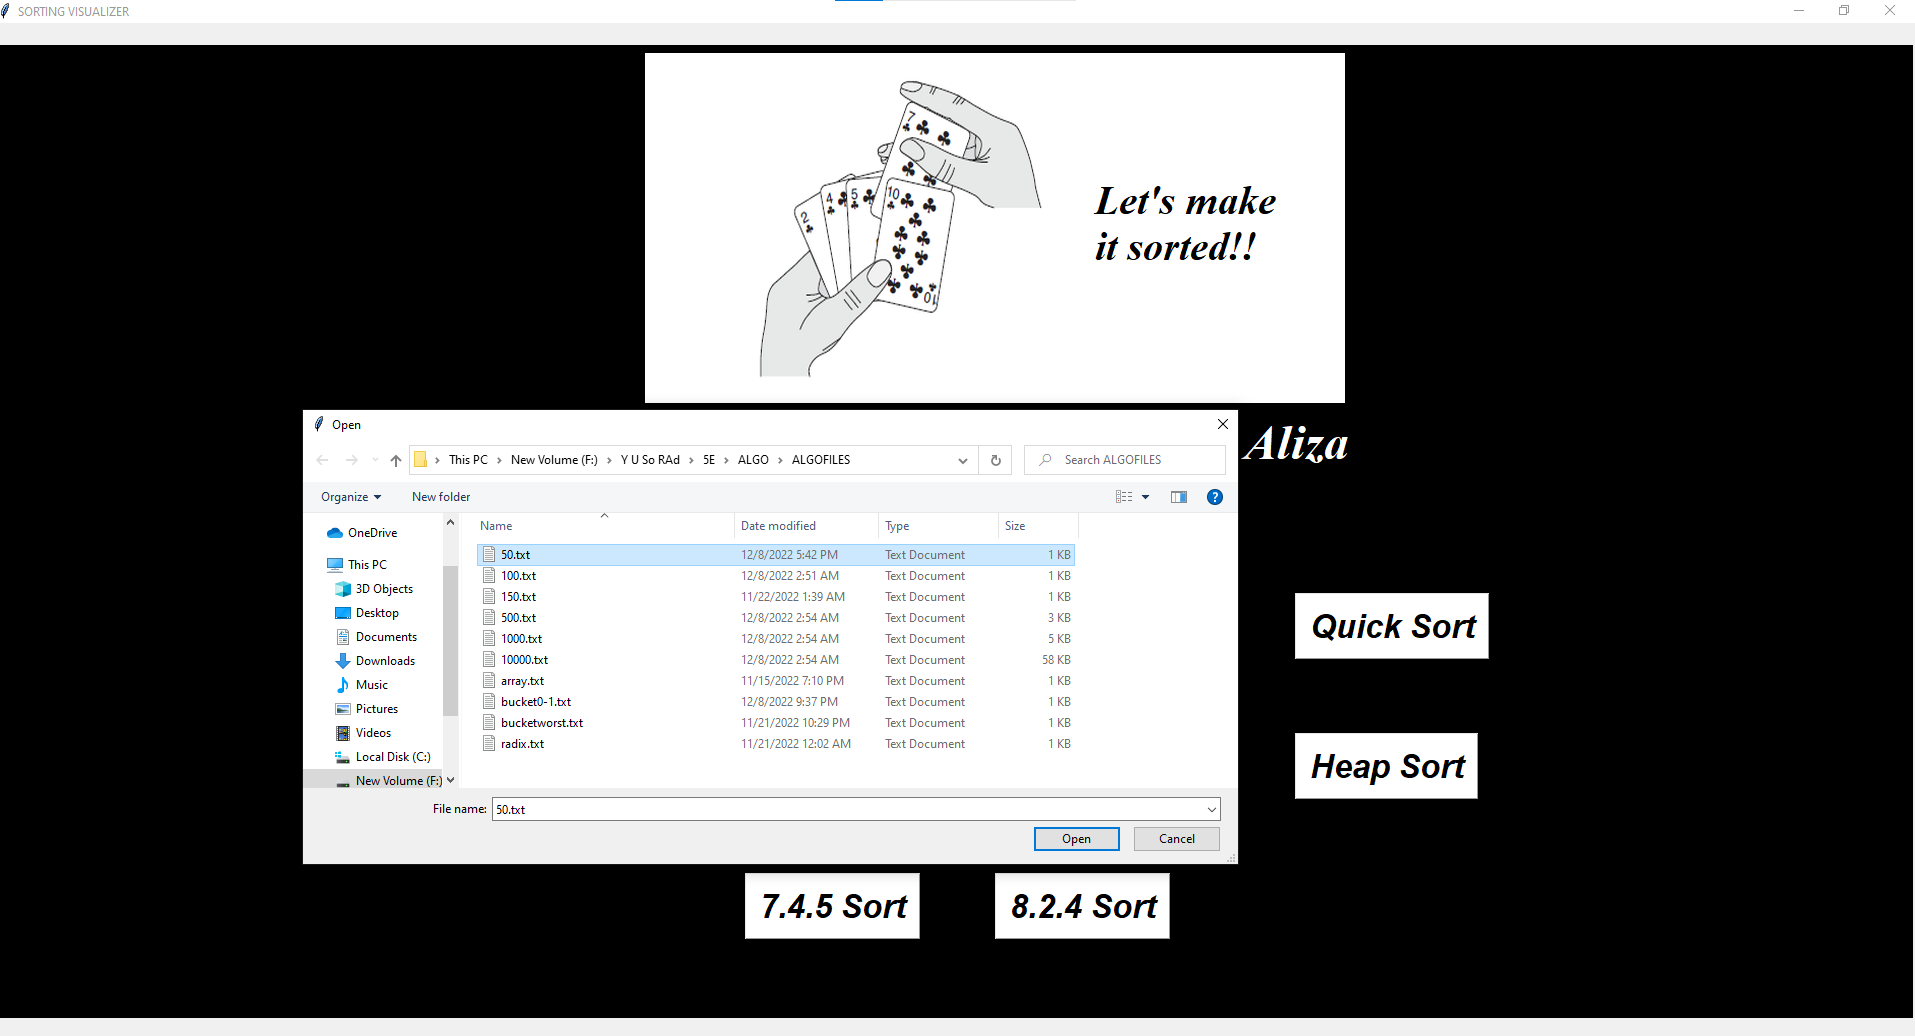 SORTING VISUALIZER
7
2
4
5
10
10
Let's make
it sorted!!
Aliza
Open
This PC > New Volume (F:) > Y U So RAd > 5E > ALGO > ALGOFILES
Search ALGOFILES
Organize
New folder
?
OneDrive
This PC
3D Objects
Desktop
Documents
Downloads
Music
Pictures
Videos
Local Disk (C:)
New Volume (F:)
Name Date modified Type Size
50.txt 12/8/2022 5:42 PM Text Document 1 KB
100.txt 12/8/2022 2:51 AM Text Document 1 KB
150.txt 11/22/2022 1:39 AM Text Document 1 KB
500.txt 12/8/2022 2:54 AM Text Document 3 KB
1000.txt 12/8/2022 2:54 AM Text Document 5 KB
10000.txt 12/8/2022 2:54 AM Text Document 58 KB
array.txt 11/15/2022 7:10 PM Text Document 1 KB
bucket0-1.txt 12/8/2022 9:37 PM Text Document 1 KB
bucketworst.txt 11/21/2022 10:29 PM Text Document 1 KB
radix.txt 11/21/2022 12:02 AM Text Document 1 KB
File name: 50.txt
Open Cancel
Quick Sort
Heap Sort
7.4.5 Sort
8.2.4 Sort